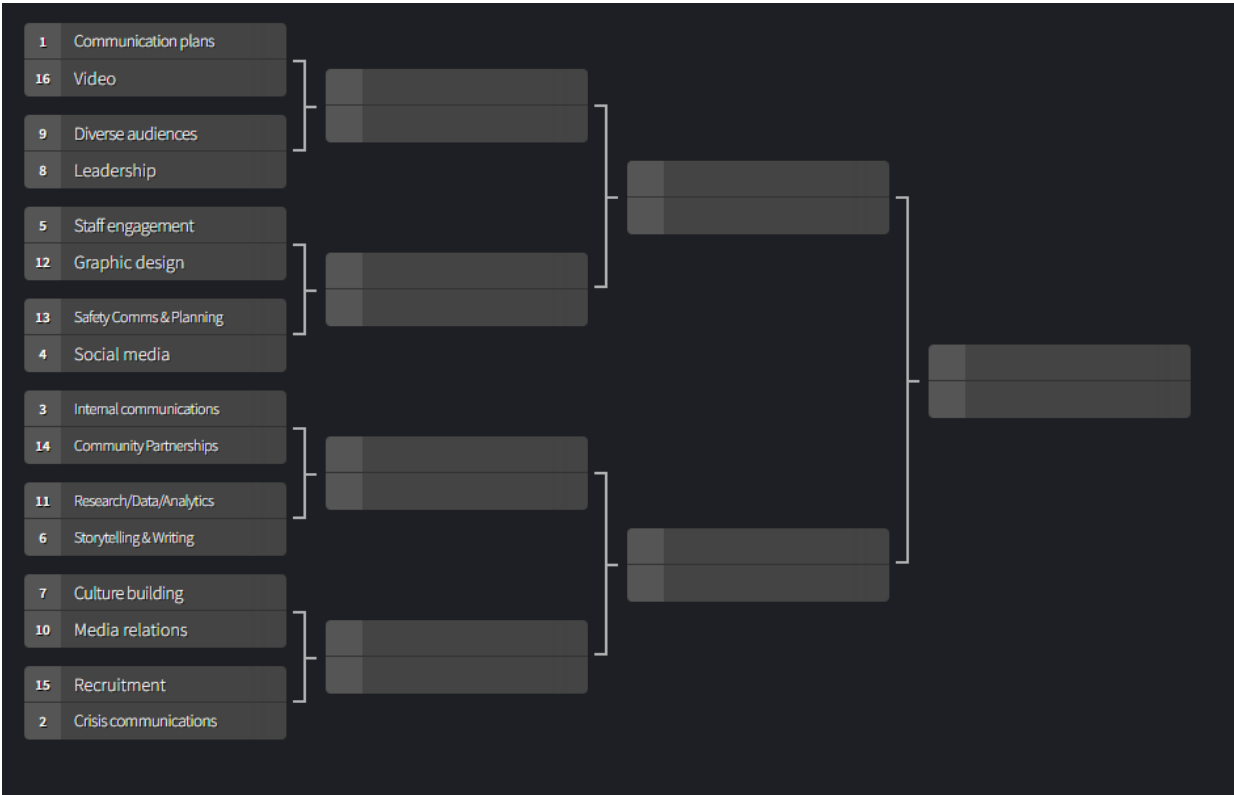 1 Communication plans
16 Video
9 Diverse audiences
8 Leadership
5 Staff engagement
12 Graphic design
13 Safety Comms & Planning
4 Social media
3 Internal communications
14 Community Partnerships
11 Research/Data/Analytics
6 Storytelling & Writing
7 Culture building
10 Media relations
15 Recruitment
2 Crisis communications